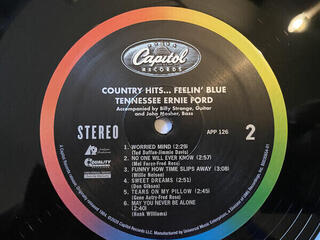 Capitol
RECORDS
COUNTRY HITS... FEELIN' BLUE
TENNESSEE ERNIE FORD
Accompanied by Billy Strange, Guitar
and John Mosher, Bass
STEREO
APP 126
2
1. WORRIED MIND (2:29)
(Ted Daffan-Jimmie Davis)
2. NO ONE WILL EVER KNOW (2:57)
(Mel Force-Fred Rose)
3. FUNNY HOW TIME SLIPS AWAY (3:08)
(Willie Nelson)
4. SWEET DREAMS (2:51)
(Don Gibson)
5. TEARS ON MY PILLOW (2:45)
(Gene Autry-Fred Rose)
6. MAY YOU NEVER BE ALONE
(2:40)
(Hank Williams)
QUALITY